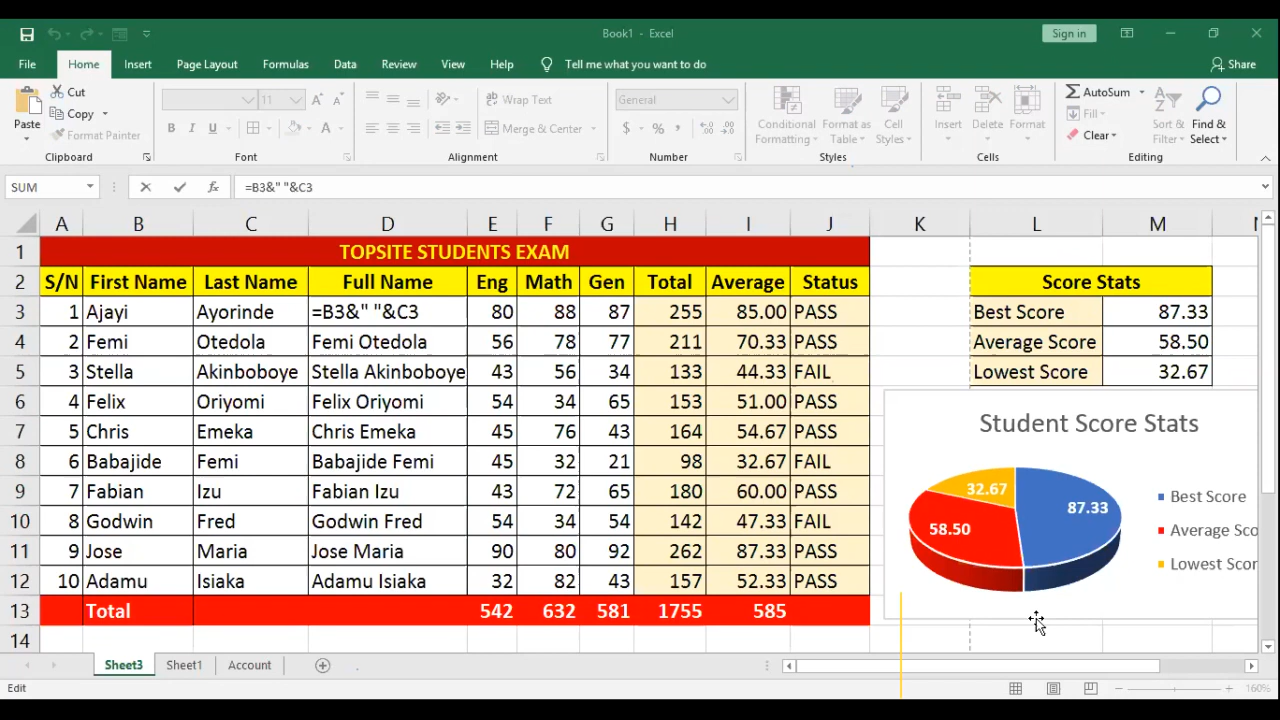 Book1 - Excel
Sign in
File Home Insert Page Layout Formulas Data Review View Help Tell me what you want to do Share
Paste Cut
Copy
Format Painter
11
Wrap Text
Merge & Center
General
Conditional Formatting
Format as Table
Cell Styles
Insert Delete Format
AutoSum
Fill
Clear
Sort & Filter
Find & Select
Clipboard Font Alignment Number Styles Cells Editing
SUM =B3&" "&C3
A B C D E F G H I J K L M N
1 TOPSITE STUDENTS EXAM
2 S/N First Name Last Name Full Name Eng Math Gen Total Average Status Score Stats
3 1 Ajayi Ayorinde =B3&" "&C3 80 88 87 255 85.00 PASS Best Score 87.33
4 2 Femi Otedola Femi Otedola 56 78 77 211 70.33 PASS Average Score 58.50
5 3 Stella Akinboboye Stella Akinboboye 43 56 34 133 44.33 FAIL Lowest Score 32.67
6 4 Felix Oriyomi Felix Oriyomi 54 34 65 153 51.00 PASS
7 5 Chris Emeka Chris Emeka 45 76 43 164 54.67 PASS
8 6 Babajide Femi Babajide Femi 45 32 21 98 32.67 FAIL
9 7 Fabian Izu Fabian Izu 43 72 65 180 60.00 PASS
10 8 Godwin Fred Godwin Fred 54 34 54 142 47.33 FAIL
11 9 Jose Maria Jose Maria 90 80 92 262 87.33 PASS
12 10 Adamu Isiaka Adamu Isiaka 32 82 43 157 52.33 PASS
13 Total 542 632 581 1755 585
14
Student Score Stats
32.67
87.33
58.50
Best Score
Average Sco
Lowest Scor
Sheet3 Sheet1 Account
Edit 160%